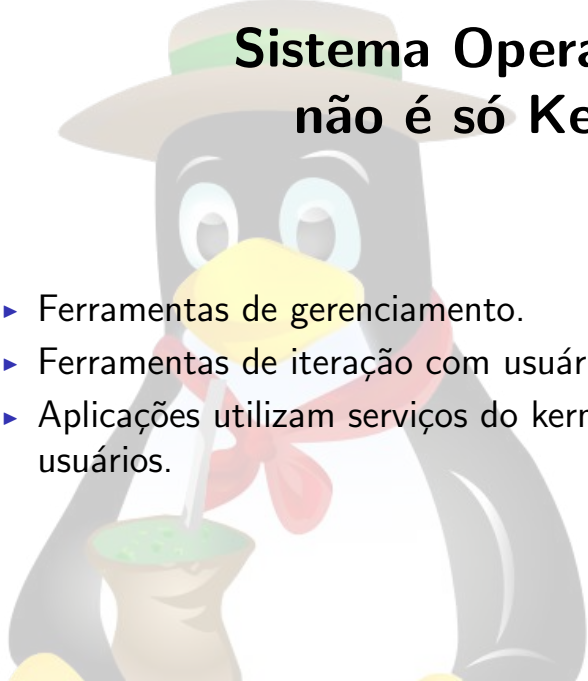 Sistema Opera
não é só Ke
Ferramentas de gerenciamento.
Ferramentas de iteração com usuár
Aplicações utilizam serviços do kern
usuários.